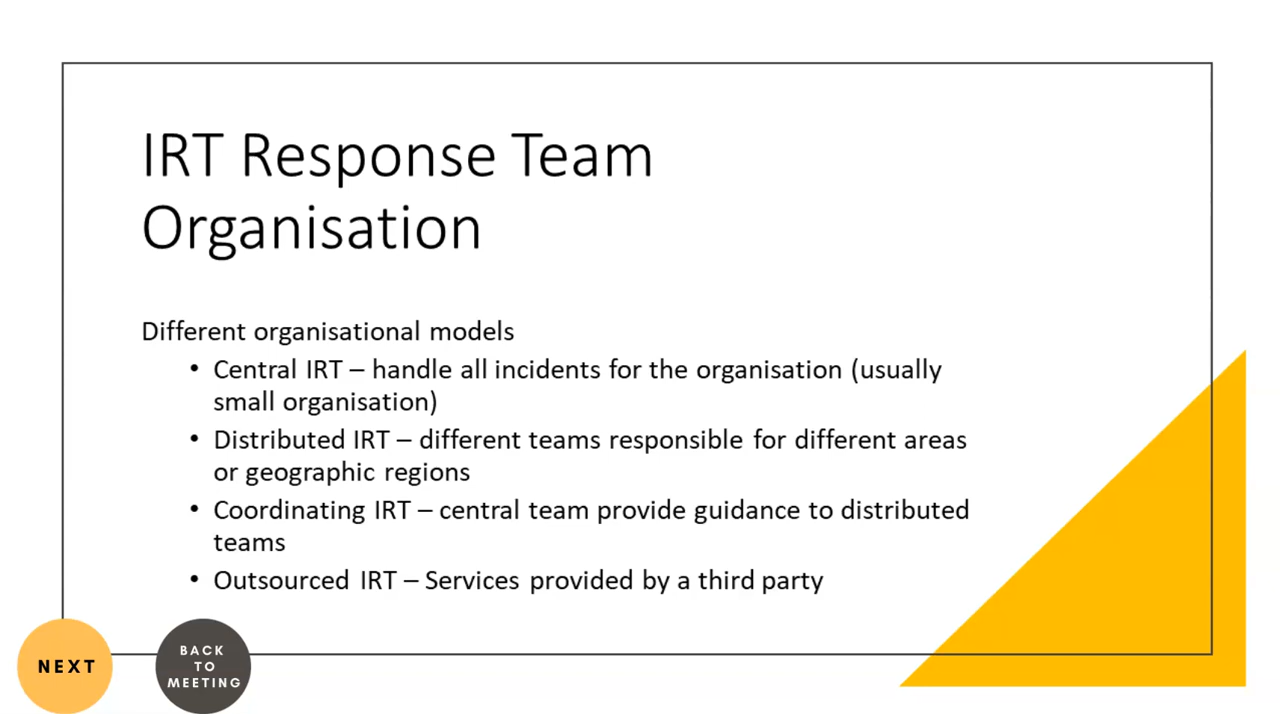 IRT Response Team
Organisation
Different organisational models
• Central IRT – handle all incidents for the organisation (usually
small organisation)
• Distributed IRT – different teams responsible for different areas
or geographic regions
• Coordinating IRT – central team provide guidance to distributed
teams
• Outsourced IRT – Services provided by a third party
NEXT
BACK
TO
MEETING